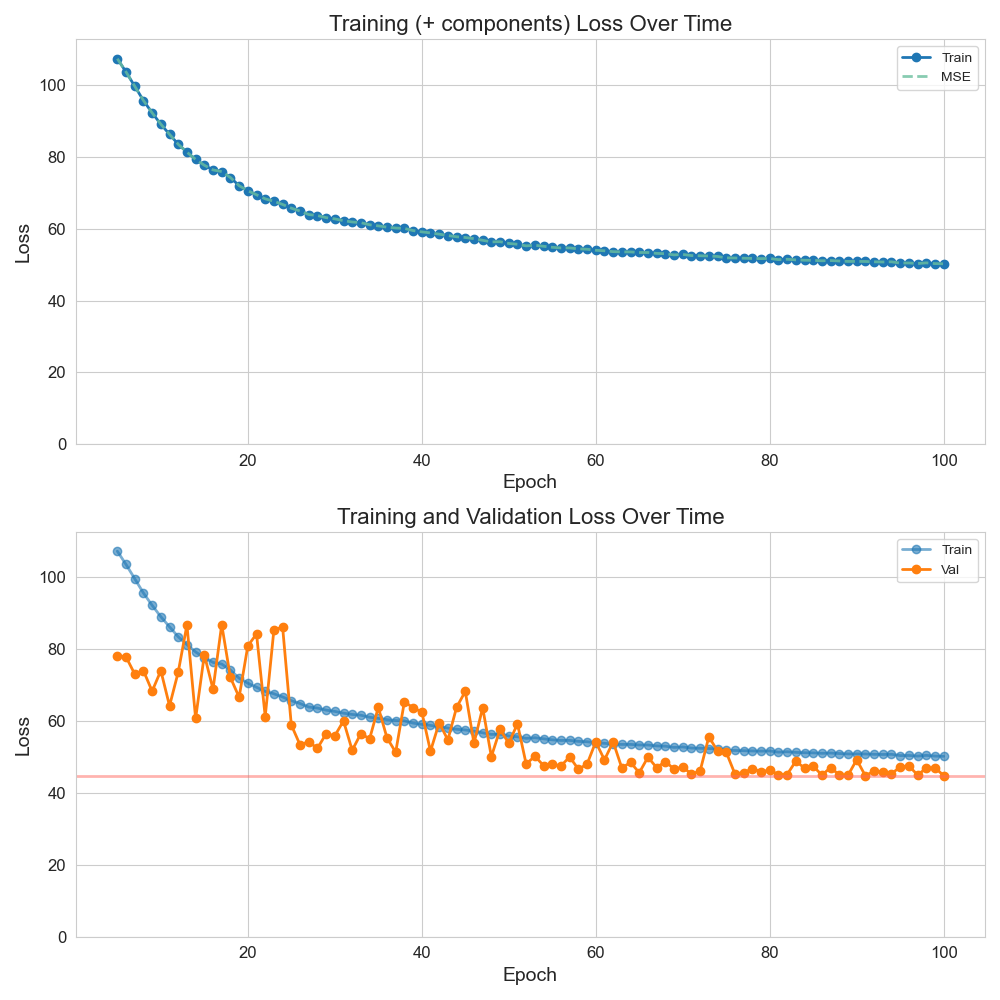 Training (+ components) Loss Over Time
Train
MSE
100
80
60
40
20
0
Loss
20 40 60 80 100
Epoch
Training and Validation Loss Over Time
Train
Val
100
80
60
40
20
0
Loss
20 40 60 80 100
Epoch